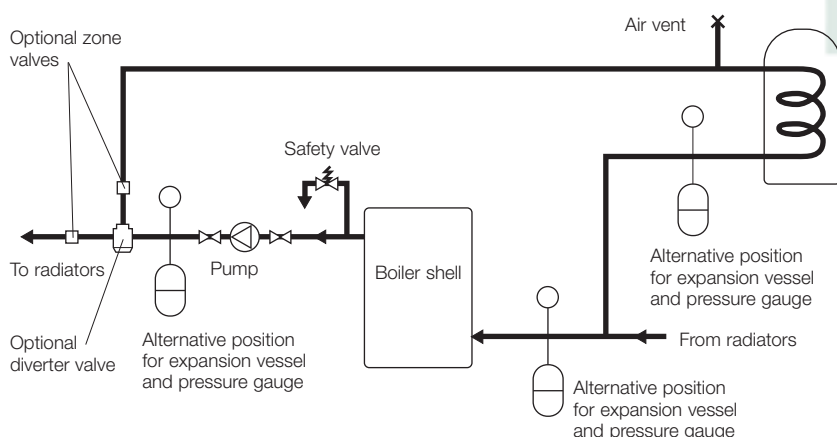 Optional zone
valves
Air vent
Safety valve
To radiators
Pump
Boiler shell
Alternative position
for expansion vessel
and pressure gauge
Optional
diverter valve
Alternative position
for expansion vessel
and pressure gauge
From radiators
Alternative position
for expansion vessel
and pressure gauge